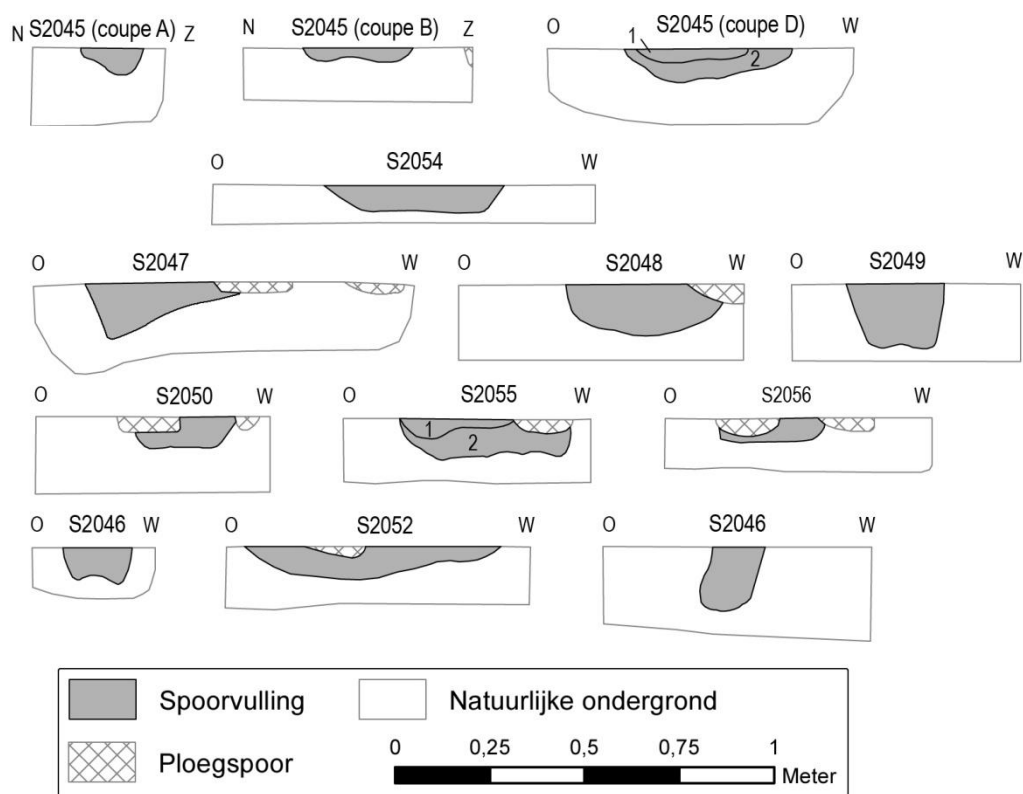 N S2045 (coupe A) Z
N S2045 (coupe B) Z
O S2045 (coupe D) W
1
2
O S2054 W
O S2047 W
O S2048 W
O S2049 W
O S2050 W
O S2055 W
1
2
O S2056 W
O S2046 W
O S2052 W
O S2046 W
Spoorvulling
Natuurlijke ondergrond
Ploegspoor
0 0,25 0,5 0,75 1
Meter